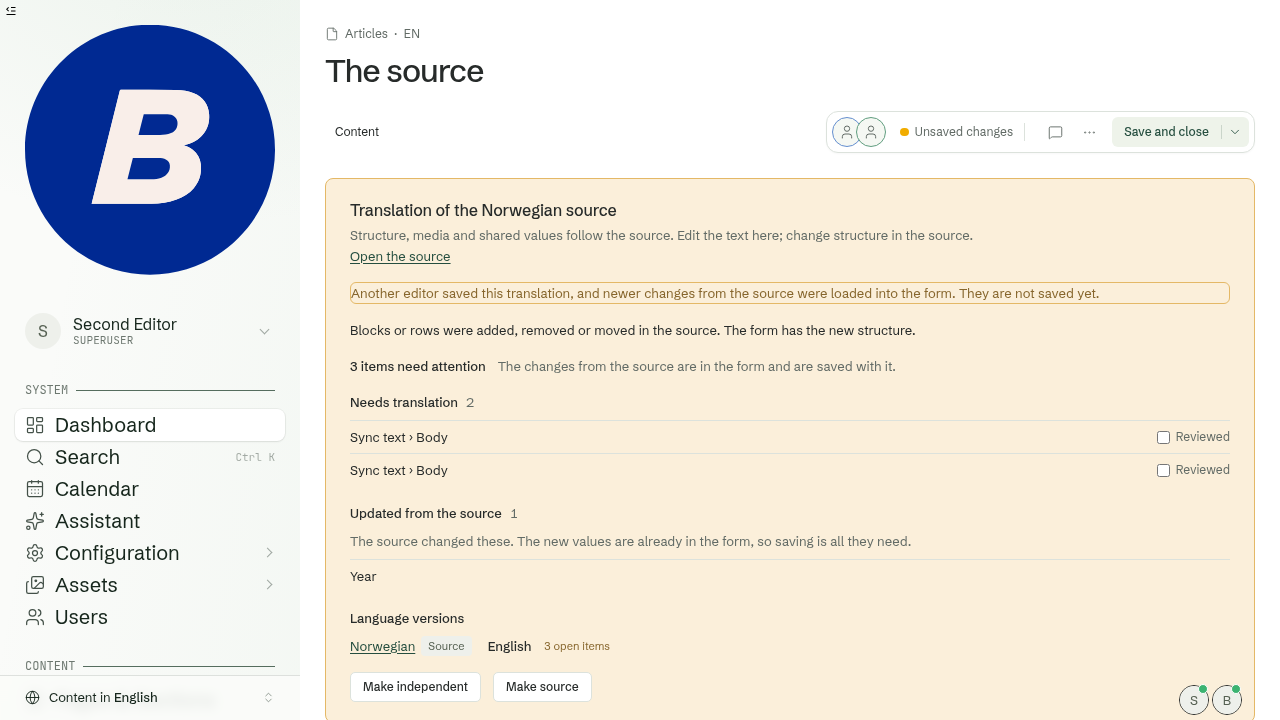 B
Second Editor
S
SUPERUSER
SYSTEM
Dashboard
Search
Ctrl K
Calendar
Assistant
Configuration
Assets
Users
CONTENT
Content in English
Articles · EN
The source
Content
Unsaved changes
Save and close
Translation of the Norwegian source
Structure, media and shared values follow the source. Edit the text here; change structure in the source.
Open the source
Another editor saved this translation, and newer changes from the source were loaded into the form. They are not saved yet.
Blocks or rows were added, removed or moved in the source. The form has the new structure.
3 items need attention The changes from the source are in the form and are saved with it.
Needs translation 2
Sync text › Body Reviewed
Sync text › Body Reviewed
Updated from the source 1
The source changed these. The new values are already in the form, so saving is all they need.
Year
Language versions
Norwegian Source English 3 open items
Make independent Make source
S B